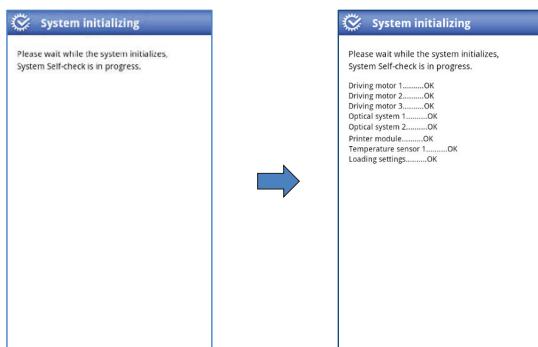 System initializing
Please wait while the system initializes,
System Self-check is in progress.
System initializing
Please wait while the system initializes,
System Self-check is in progress.
Driving motor 1..........OK
Driving motor 2..........OK
Driving motor 3..........OK
Optical system 1..........OK
Optical system 2..........OK
Printer module..........OK
Temperature sensor 1..........OK
Loading settings..........OK